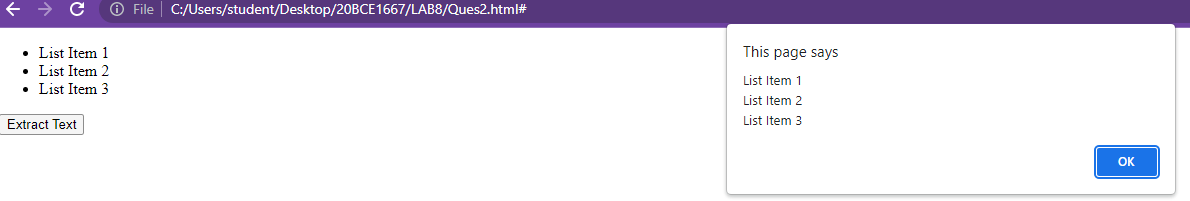 File C:/Users/student/Desktop/20BCE1667/LAB8/Ques2.html#
List Item 1
List Item 2
List Item 3
Extract Text
This page says
List Item 1
List Item 2
List Item 3
OK